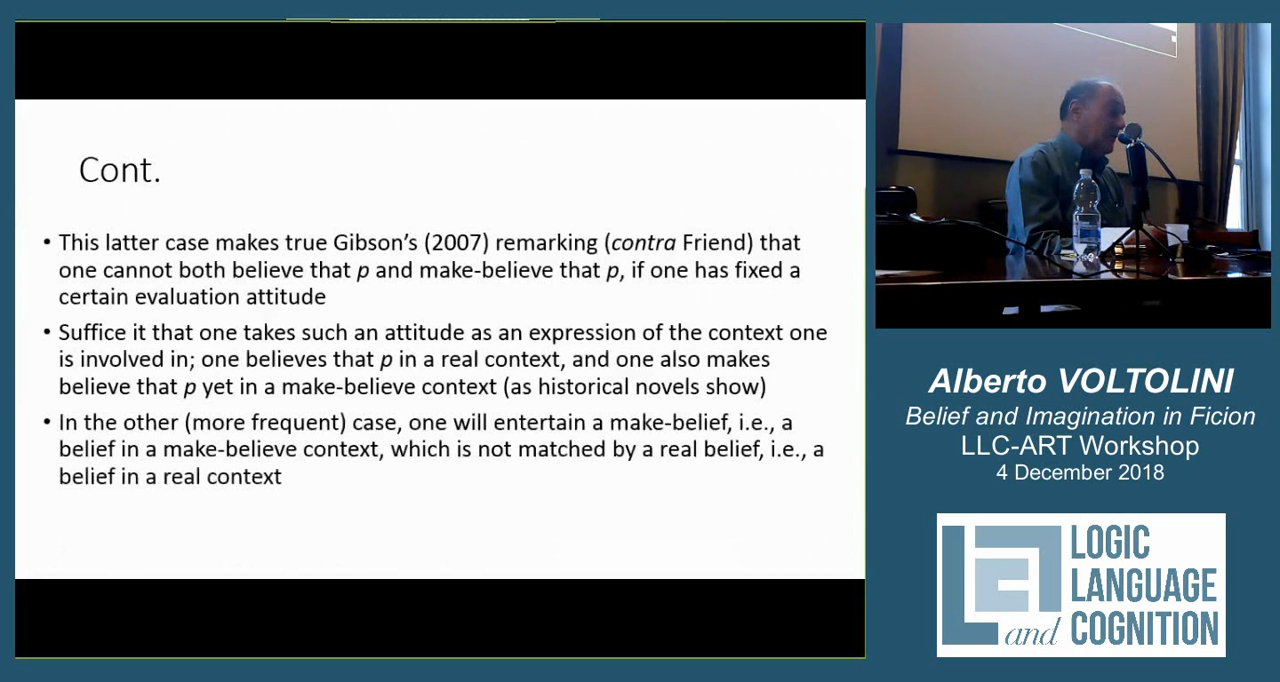 Cont.
• This latter case makes true Gibson's (2007) remarking (contra Friend) that
one cannot both believe that p and make-believe that p, if one has fixed a
certain evaluation attitude
• Suffice it that one takes such an attitude as an expression of the context one
is involved in; one believes that p in a real context, and one also makes
believe that p yet in a make-believe context (as historical novels show)
• In the other (more frequent) case, one will entertain a make-belief, i.e., a
belief in a make-believe context, which is not matched by a real belief, i.e., a
belief in a real context
Alberto VOLTOLINI
Belief and Imagination in Ficion
LLC-ART Workshop
4 December 2018
LOGIC
LANGUAGE
and COGNITION